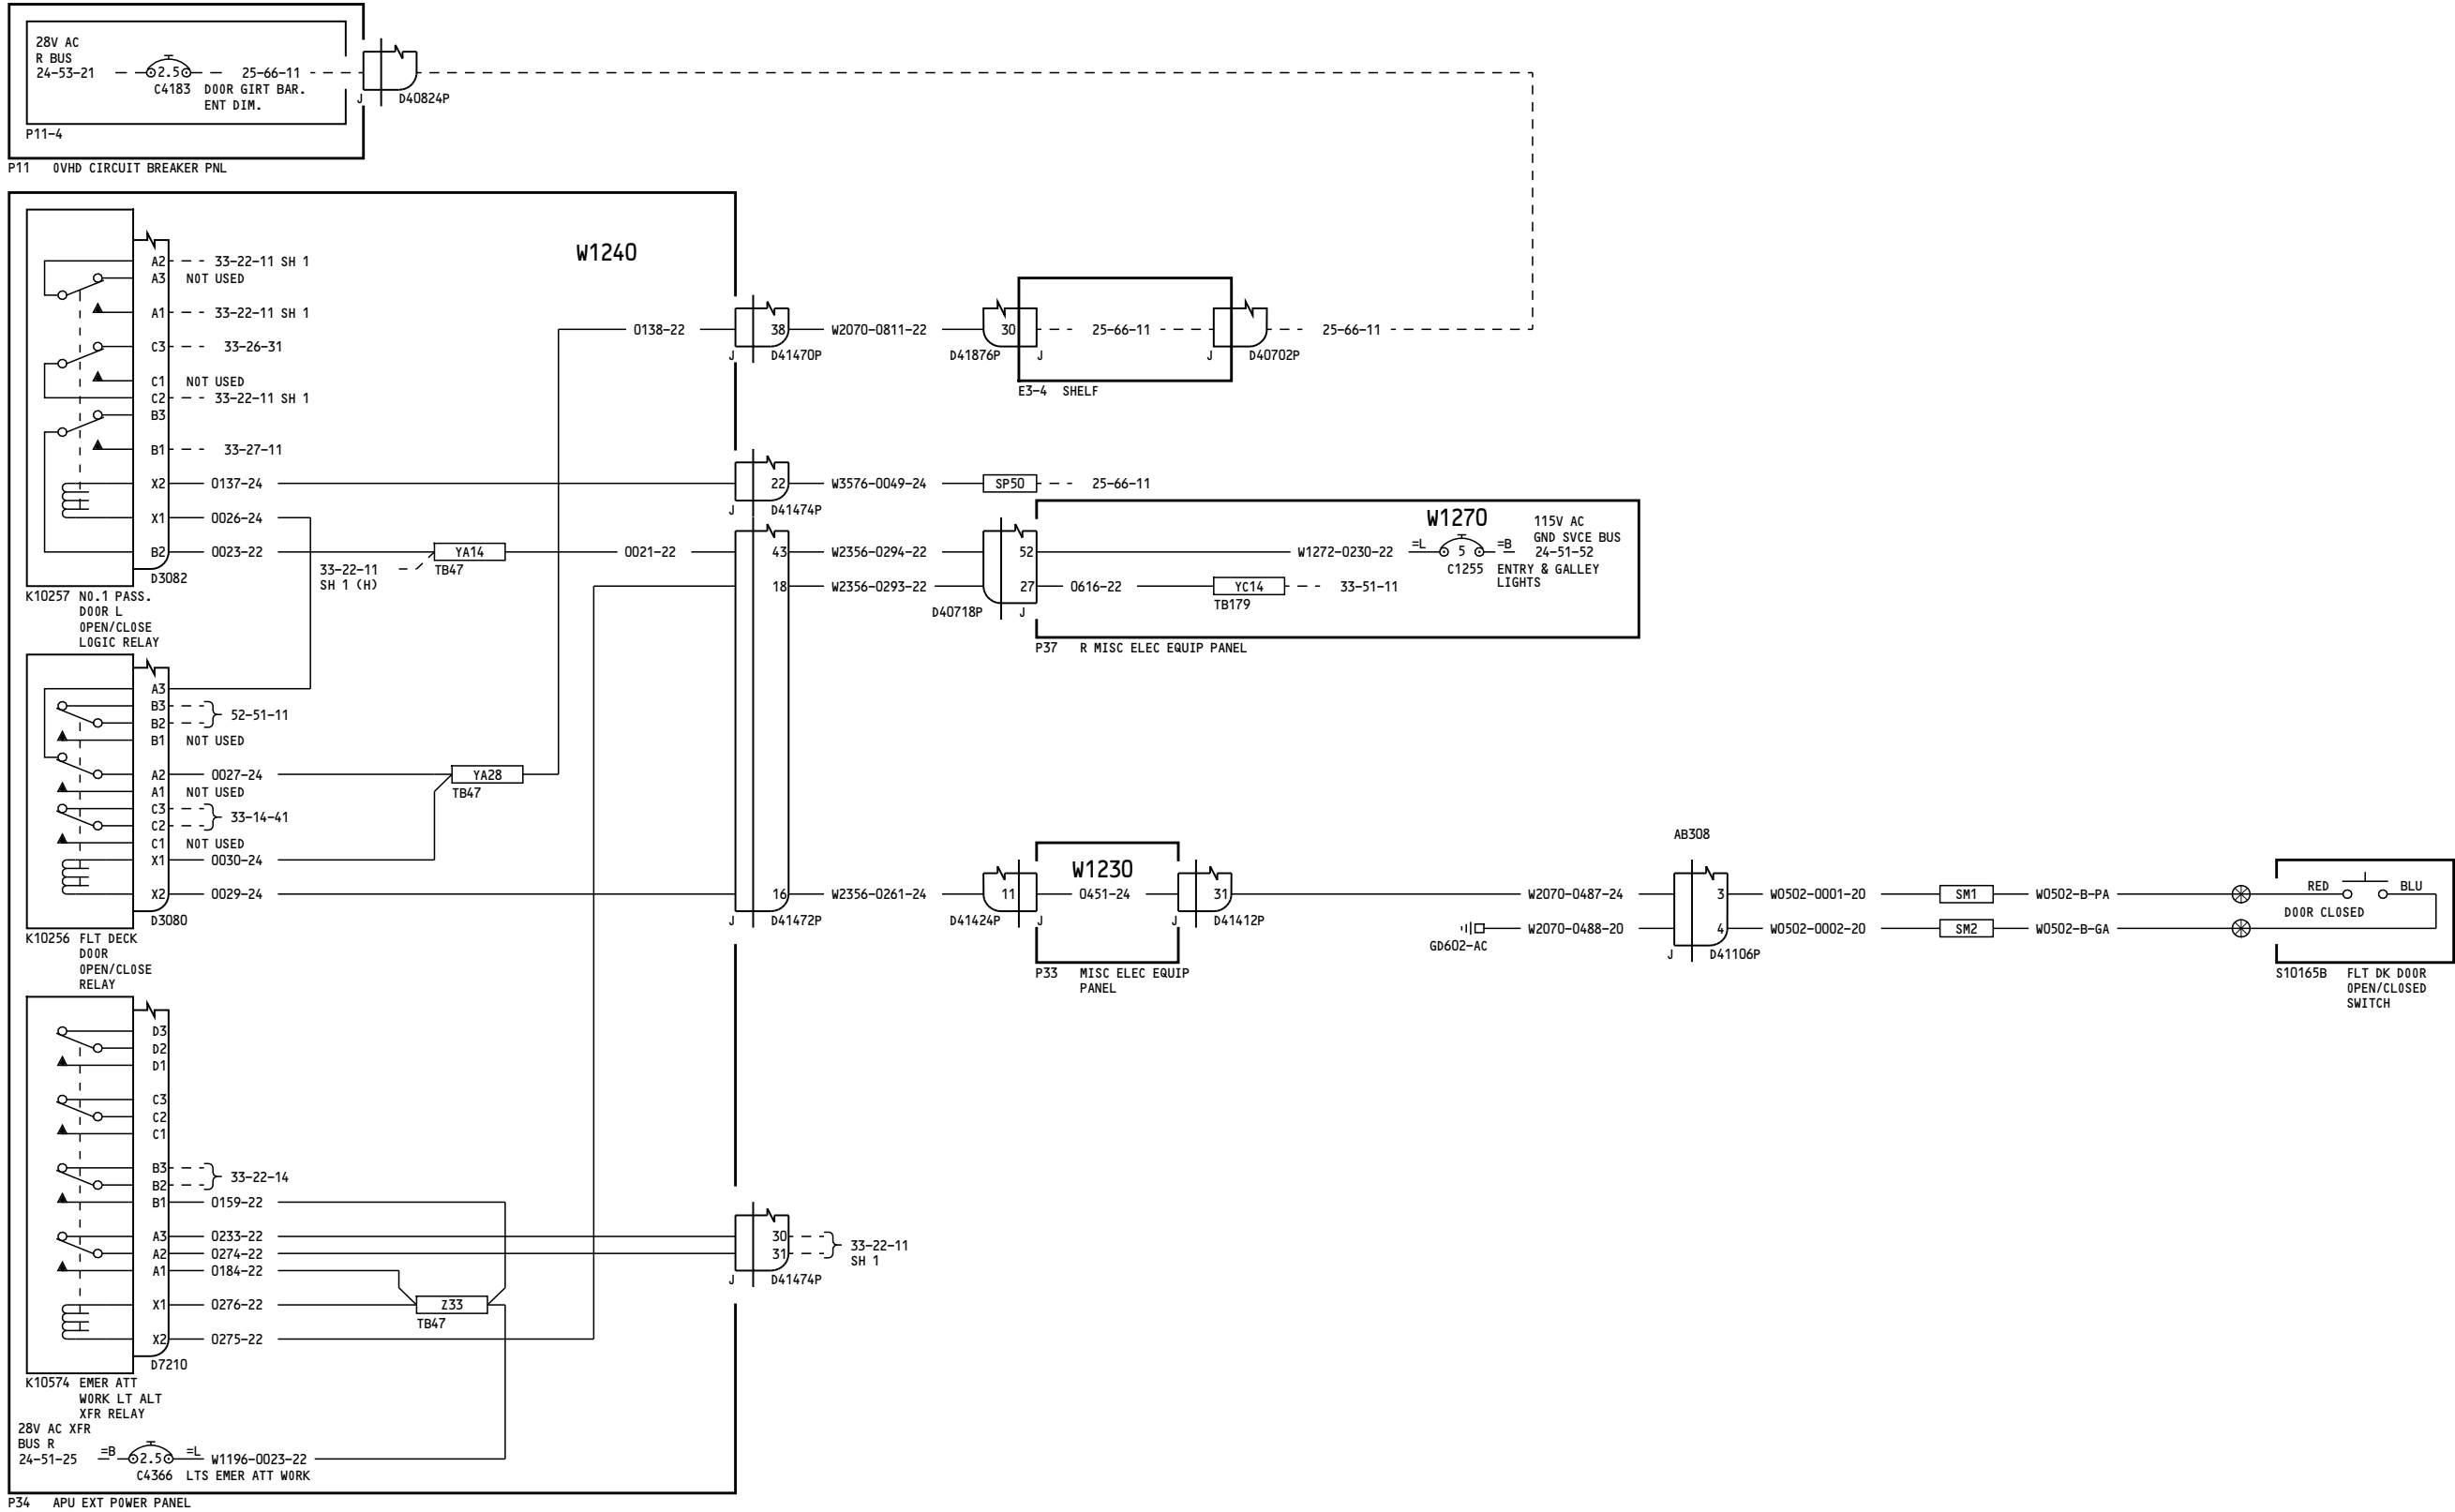 28V AC
R BUS
24-53-21
2.5
C4183
25-66-11
DOOR GIRT BAR.
ENT DIM.
J
D40824P
P11-4
P11 OVHD CIRCUIT BREAKER PNL
W1240
A2 33-22-11 SH 1
A3 NOT USED
A1 33-22-11 SH 1
C3 33-26-31
C1 NOT USED
C2 33-22-11 SH 1
B3
B1 33-27-11
X2 0137-24
X1 0026-24
B2 0023-22
D3082
K10257 NO.1 PASS.
DOOR L
OPEN/CLOSE
LOGIC RELAY
33-22-11
SH 1 (H)
YA14
TB47
0021-22
0138-22
38
J D41470P
W2070-0811-22
30
D41876P J
25-66-11
J D40702P
25-66-11
E3-4 SHELF
22
J D41474P
W3576-0049-24
SP50
25-66-11
43
W2356-0294-22
52
W1270
W1272-0230-22
=L
5
=B
C1255
115V AC
GND SVCE BUS
24-51-52
ENTRY & GALLEY
LIGHTS
18
W2356-0293-22
27
0616-22
YC14
TB179
33-51-11
D40718P J
P37 R MISC ELEC EQUIP PANEL
A3
B3
B2
52-51-11
B1 NOT USED
A2 0027-24
A1 NOT USED
C3
C2
33-14-41
C1 NOT USED
X1 0030-24
X2 0029-24
D3080
YA28
TB47
K10256 FLT DECK
DOOR
OPEN/CLOSE
RELAY
16
J D41472P
W2356-0261-24
11
D41424P J
W1230
0451-24
31
J D41412P
P33 MISC ELEC EQUIP
PANEL
W2070-0487-24
GD602-AC
W2070-0488-20
AB308
3
4
J D41106P
W0502-0001-20
SM1
W0502-B-PA
W0502-0002-20
SM2
W0502-B-GA
RED
BLU
DOOR CLOSED
S10165B FLT DK DOOR
OPEN/CLOSED
SWITCH
D3
D2
D1
C3
C2
C1
B3
B2
33-22-14
B1 0159-22
A3 0233-22
A2 0274-22
A1 0184-22
X1 0276-22
X2 0275-22
D7210
Z33
TB47
30
31
J D41474P
33-22-11
SH 1
K10574 EMER ATT
WORK LT ALT
XFR RELAY
28V AC XFR
BUS R
24-51-25
=B
2.5
=L
W1196-0023-22
C4366 LTS EMER ATT WORK
P34 APU EXT POWER PANEL